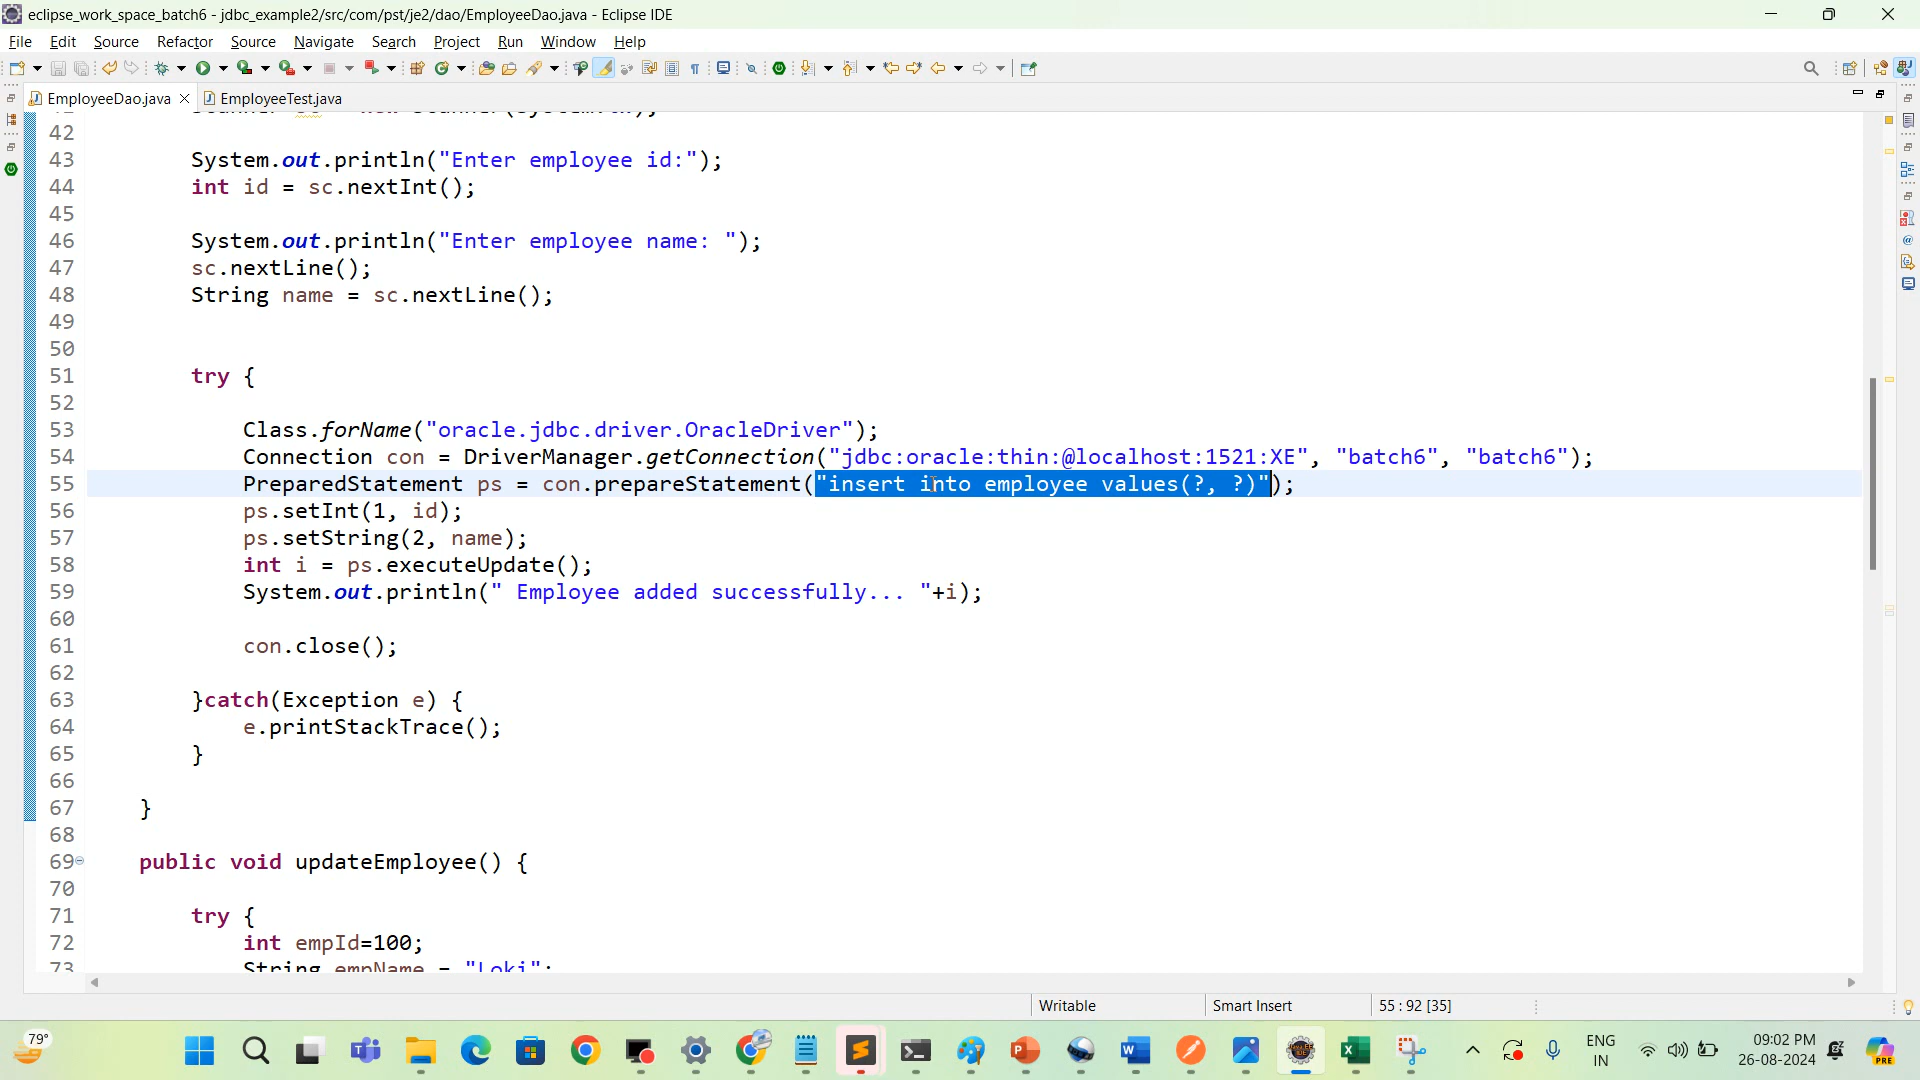 eclipse_work_space_batch6 - jdbc_example2/src/com/pst/je2/dao/EmployeeDao.java - Eclipse IDE
File Edit Source Refactor Source Navigate Search Project Run Window Help
EmployeeDao.java EmployeeTest.java
42
43 System.out.println("Enter employee id:");
44 int id = sc.nextInt();
45
46 System.out.println("Enter employee name: ");
47 sc.nextLine();
48 String name = sc.nextLine();
49
50
51 try {
52
53 Class.forName("oracle.jdbc.driver.OracleDriver");
54 Connection con = DriverManager.getConnection("jdbc:oracle:thin:@localhost:1521:XE", "batch6", "batch6");
55 PreparedStatement ps = con.prepareStatement("insert into employee values(?, ?)");
56 ps.setInt(1, id);
57 ps.setString(2, name);
58 int i = ps.executeUpdate();
59 System.out.println(" Employee added successfully... "+i);
60
61 con.close();
62
63 }catch(Exception e) {
64 e.printStackTrace();
65 }
66
67 }
68
69 public void updateEmployee() {
70
71 try {
72 int empId=100;
73 String empName = "Loki";
Writable Smart Insert 55 : 92 [35]
79° ENG 09:02 PM
IN 26-08-2024 PRE